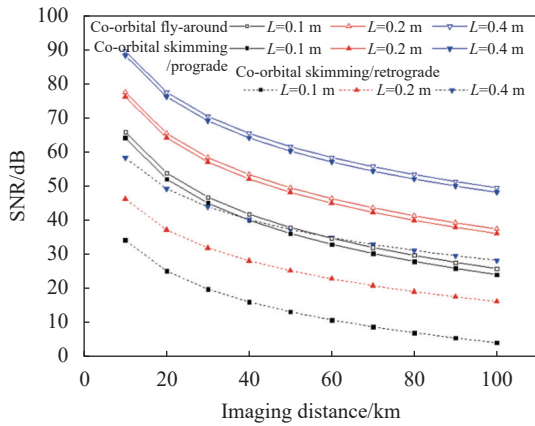 100
Co-orbital fly-around L=0.1 m L=0.2 m L=0.4 m
90
Co-orbital skimming L=0.1 m L=0.2 m L=0.4 m
/prograde
Co-orbital skimming/retrograde
80
L=0.1 m L=0.2 m L=0.4 m
70
60
50
40
30
20
10
0
SNR/dB
0 20 40 60 80 100 120
Imaging distance/km